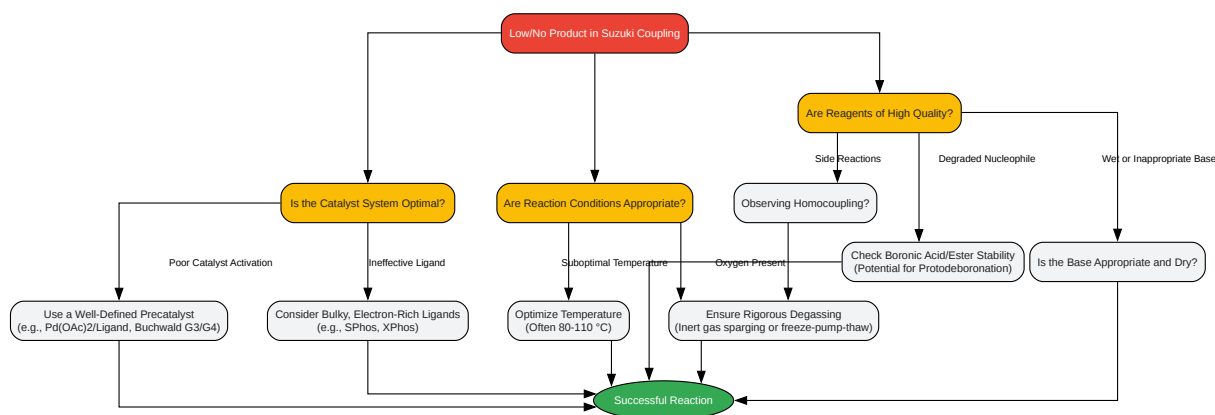 Low/No Product in Suzuki Coupling
Are Reagents of High Quality?
Side Reactions
Degraded Nucleophile
Wet or Inappropriate Base
Is the Catalyst System Optimal?
Are Reaction Conditions Appropriate?
Observing Homocoupling?
Poor Catalyst Activation
Ineffective Ligand
Suboptimal Temperature
Oxygen Present
Check Boronic Acid/Ester Stability
(Potential for Protodeboronation)
Is the Base Appropriate and Dry?
Use a Well-Defined Precatalyst
(e.g., Pd(OAc)2/Ligand, Buchwald G3/G4)
Consider Bulky, Electron-Rich Ligands
(e.g., SPhos, XPhos)
Optimize Temperature
(Often 80-110 °C)
Ensure Rigorous Degassing
(Inert gas sparging or freeze-pump-thaw)
Successful Reaction